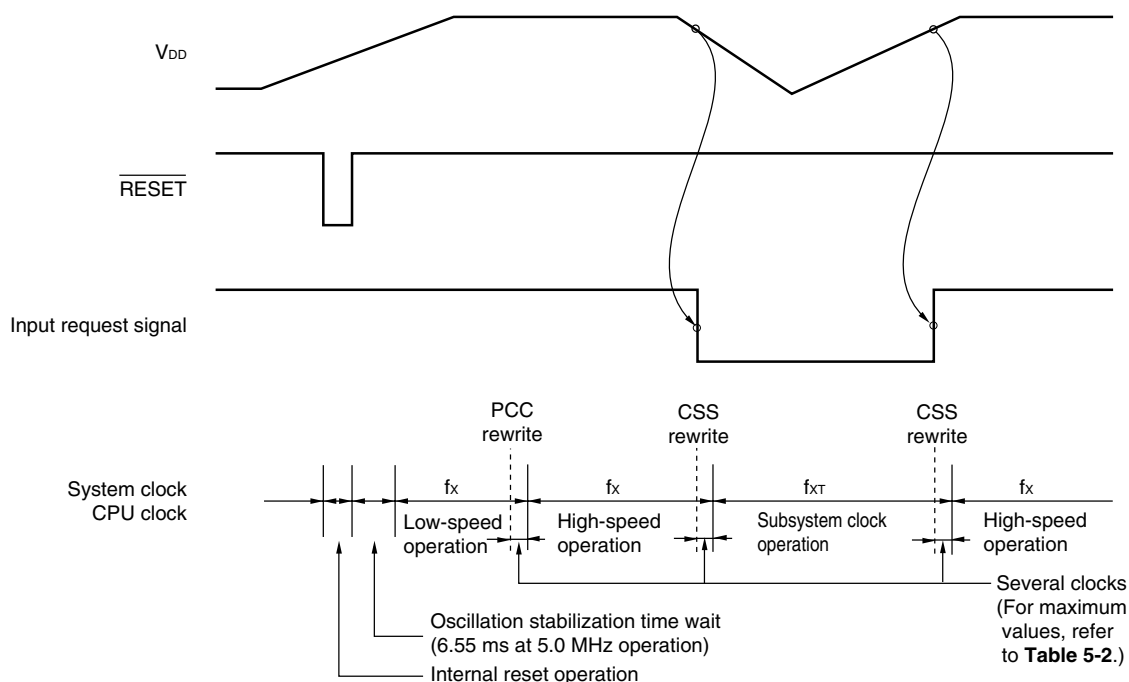 VDD
RESET
Input request signal
PCC
rewrite
CSS
rewrite
CSS
rewrite
System clock
CPU clock
fX
fX
fXT
fX
Low-speed
operation
High-speed
operation
Subsystem clock
operation
High-speed
operation
Several clocks
(For maximum
values, refer
to Table 5-2.)
Oscillation stabilization time wait
(6.55 ms at 5.0 MHz operation)
Internal reset operation